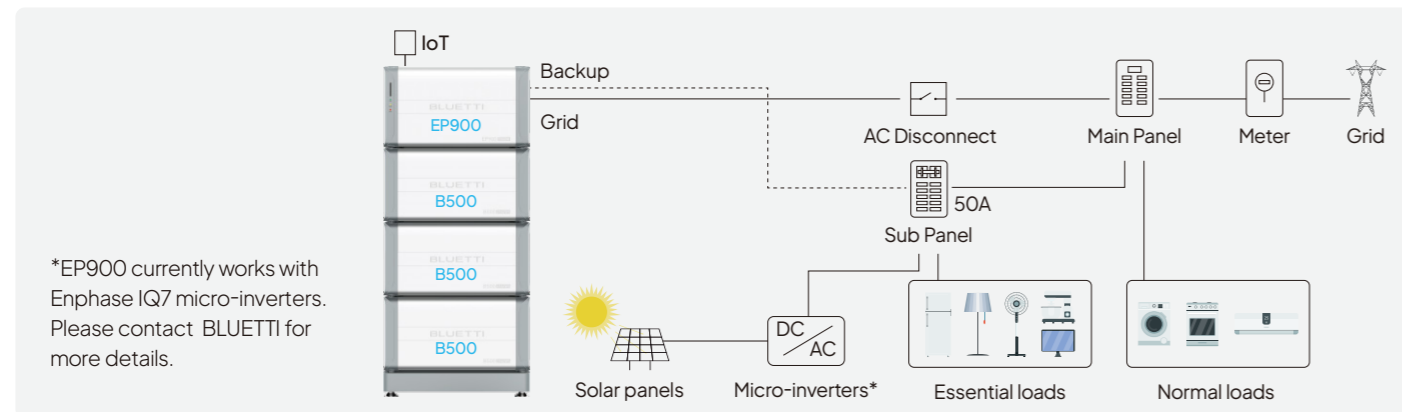 IoT
Backup
BLUETTI
EP900
Grid
AC Disconnect
Main Panel
Meter
Grid
BLUETTI
B500
50A
Sub Panel
BLUETTI
B500
*EP900 currently works with
Enphase IQ7 micro-inverters.
Please contact BLUETTI for
more details.
BLUETTI
B500
DC
AC
Solar panels
Micro-inverters*
Essential loads
Normal loads